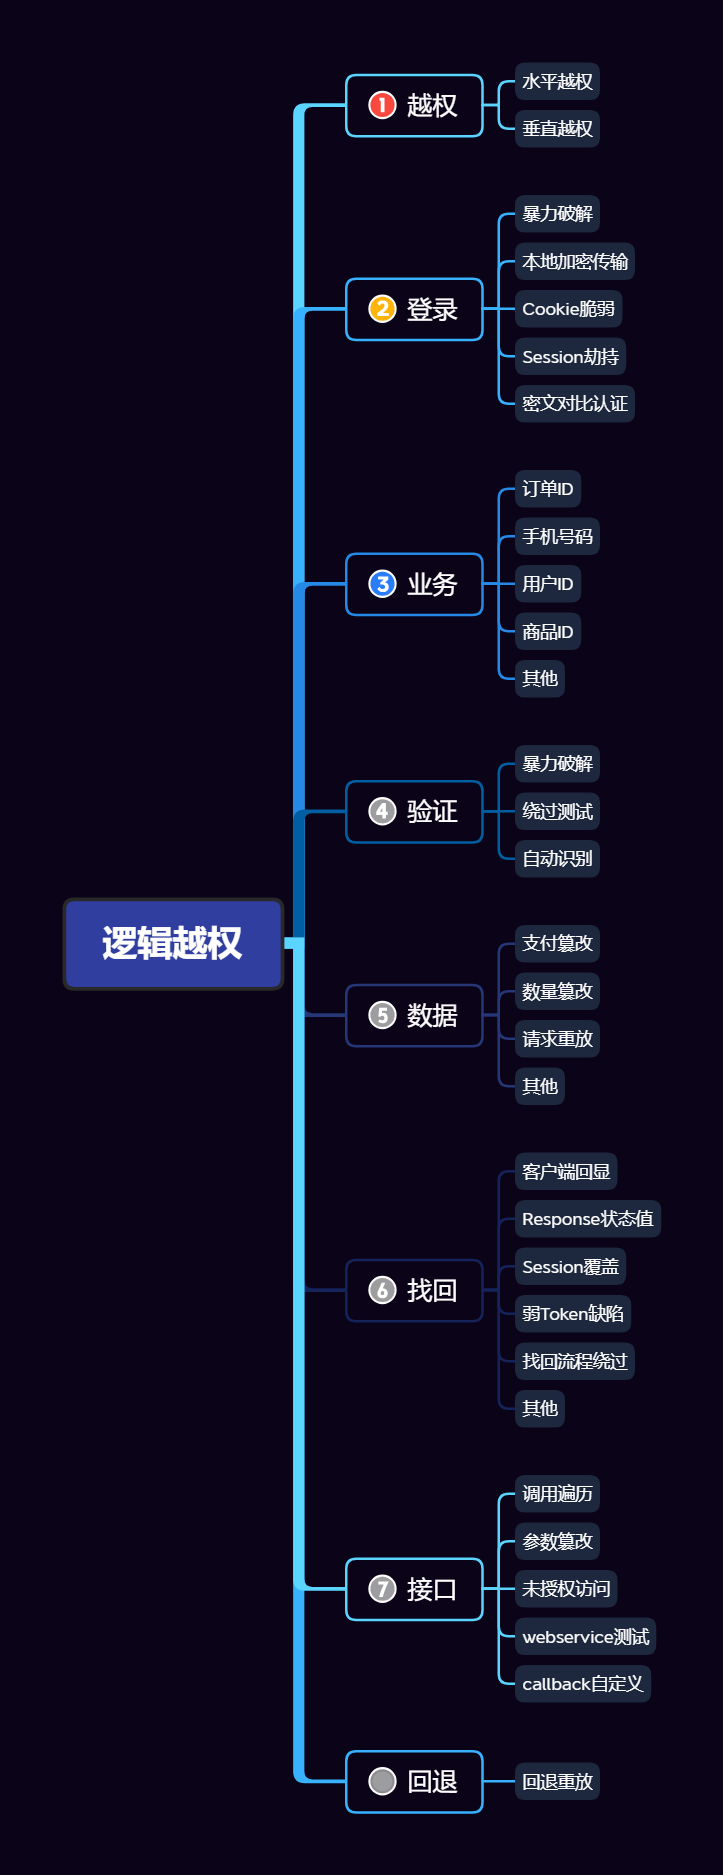 逻辑越权
1 越权
水平越权
垂直越权
2 登录
暴力破解
本地加密传输
Cookie脆弱
Session劫持
密文对比认证
3 业务
订单ID
手机号码
用户ID
商品ID
其他
4 验证
暴力破解
绕过测试
自动识别
5 数据
支付篡改
数量篡改
请求重放
其他
6 找回
客户端回显
Response状态值
Session覆盖
弱Token缺陷
找回流程绕过
其他
7 接口
调用遍历
参数篡改
未授权访问
webservice测试
callback自定义
回退
回退重放